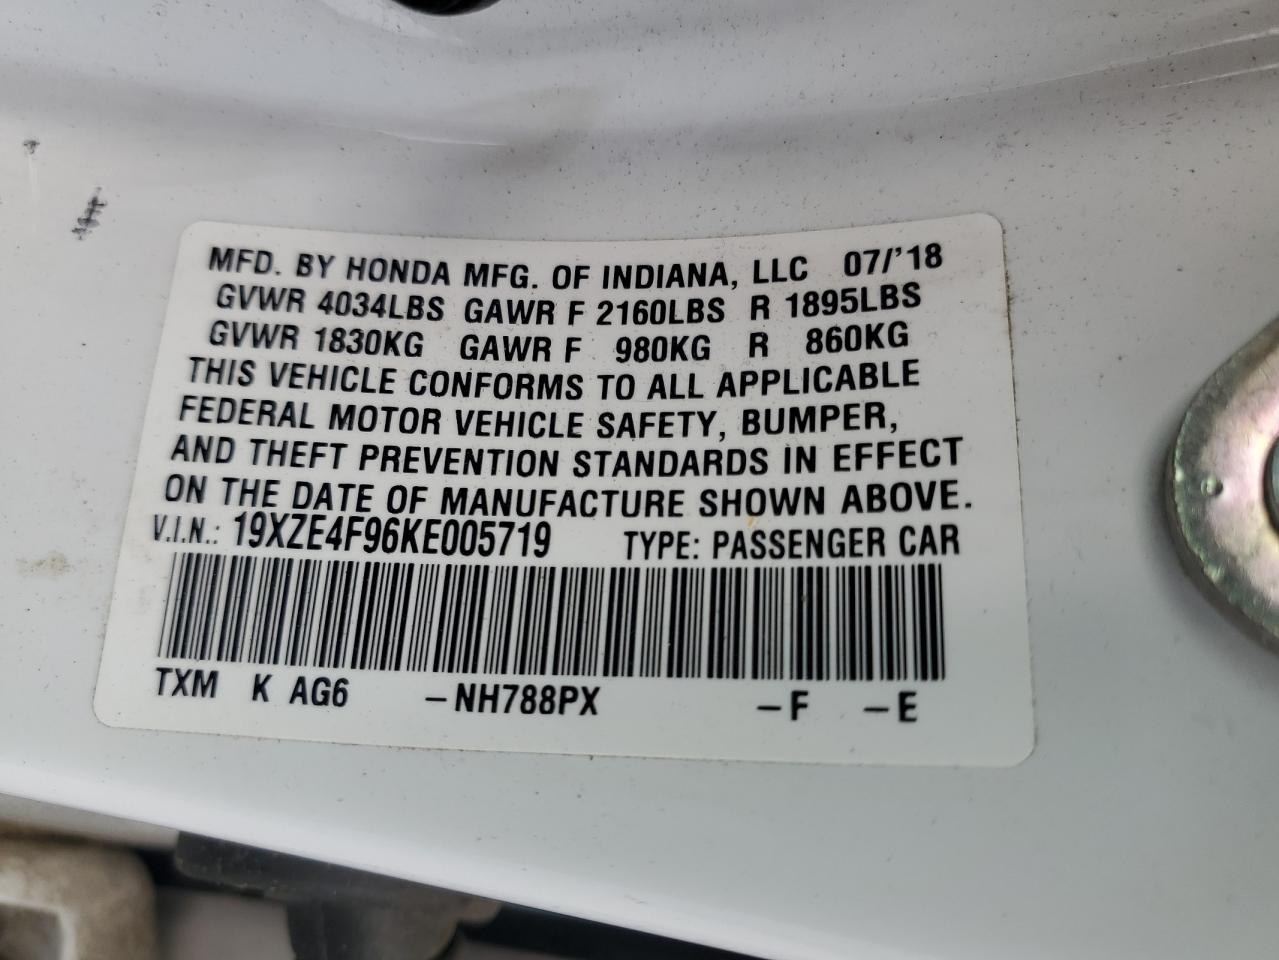 MFD. BY HONDA MFG. OF INDIANA, LLC 07/'18
GVWR 4034LBS GAWR F 2160LBS R 1895LBS
GVWR 1830KG GAWR F 980KG R 860KG
THIS VEHICLE CONFORMS TO ALL APPLICABLE
FEDERAL MOTOR VEHICLE SAFETY, BUMPER,
AND THEFT PREVENTION STANDARDS IN EFFECT
ON THE DATE OF MANUFACTURE SHOWN ABOVE.
V.I.N.: 19XZE4F96KE005719 TYPE: PASSENGER CAR
TXM K AG6 –NH788PX –F –E